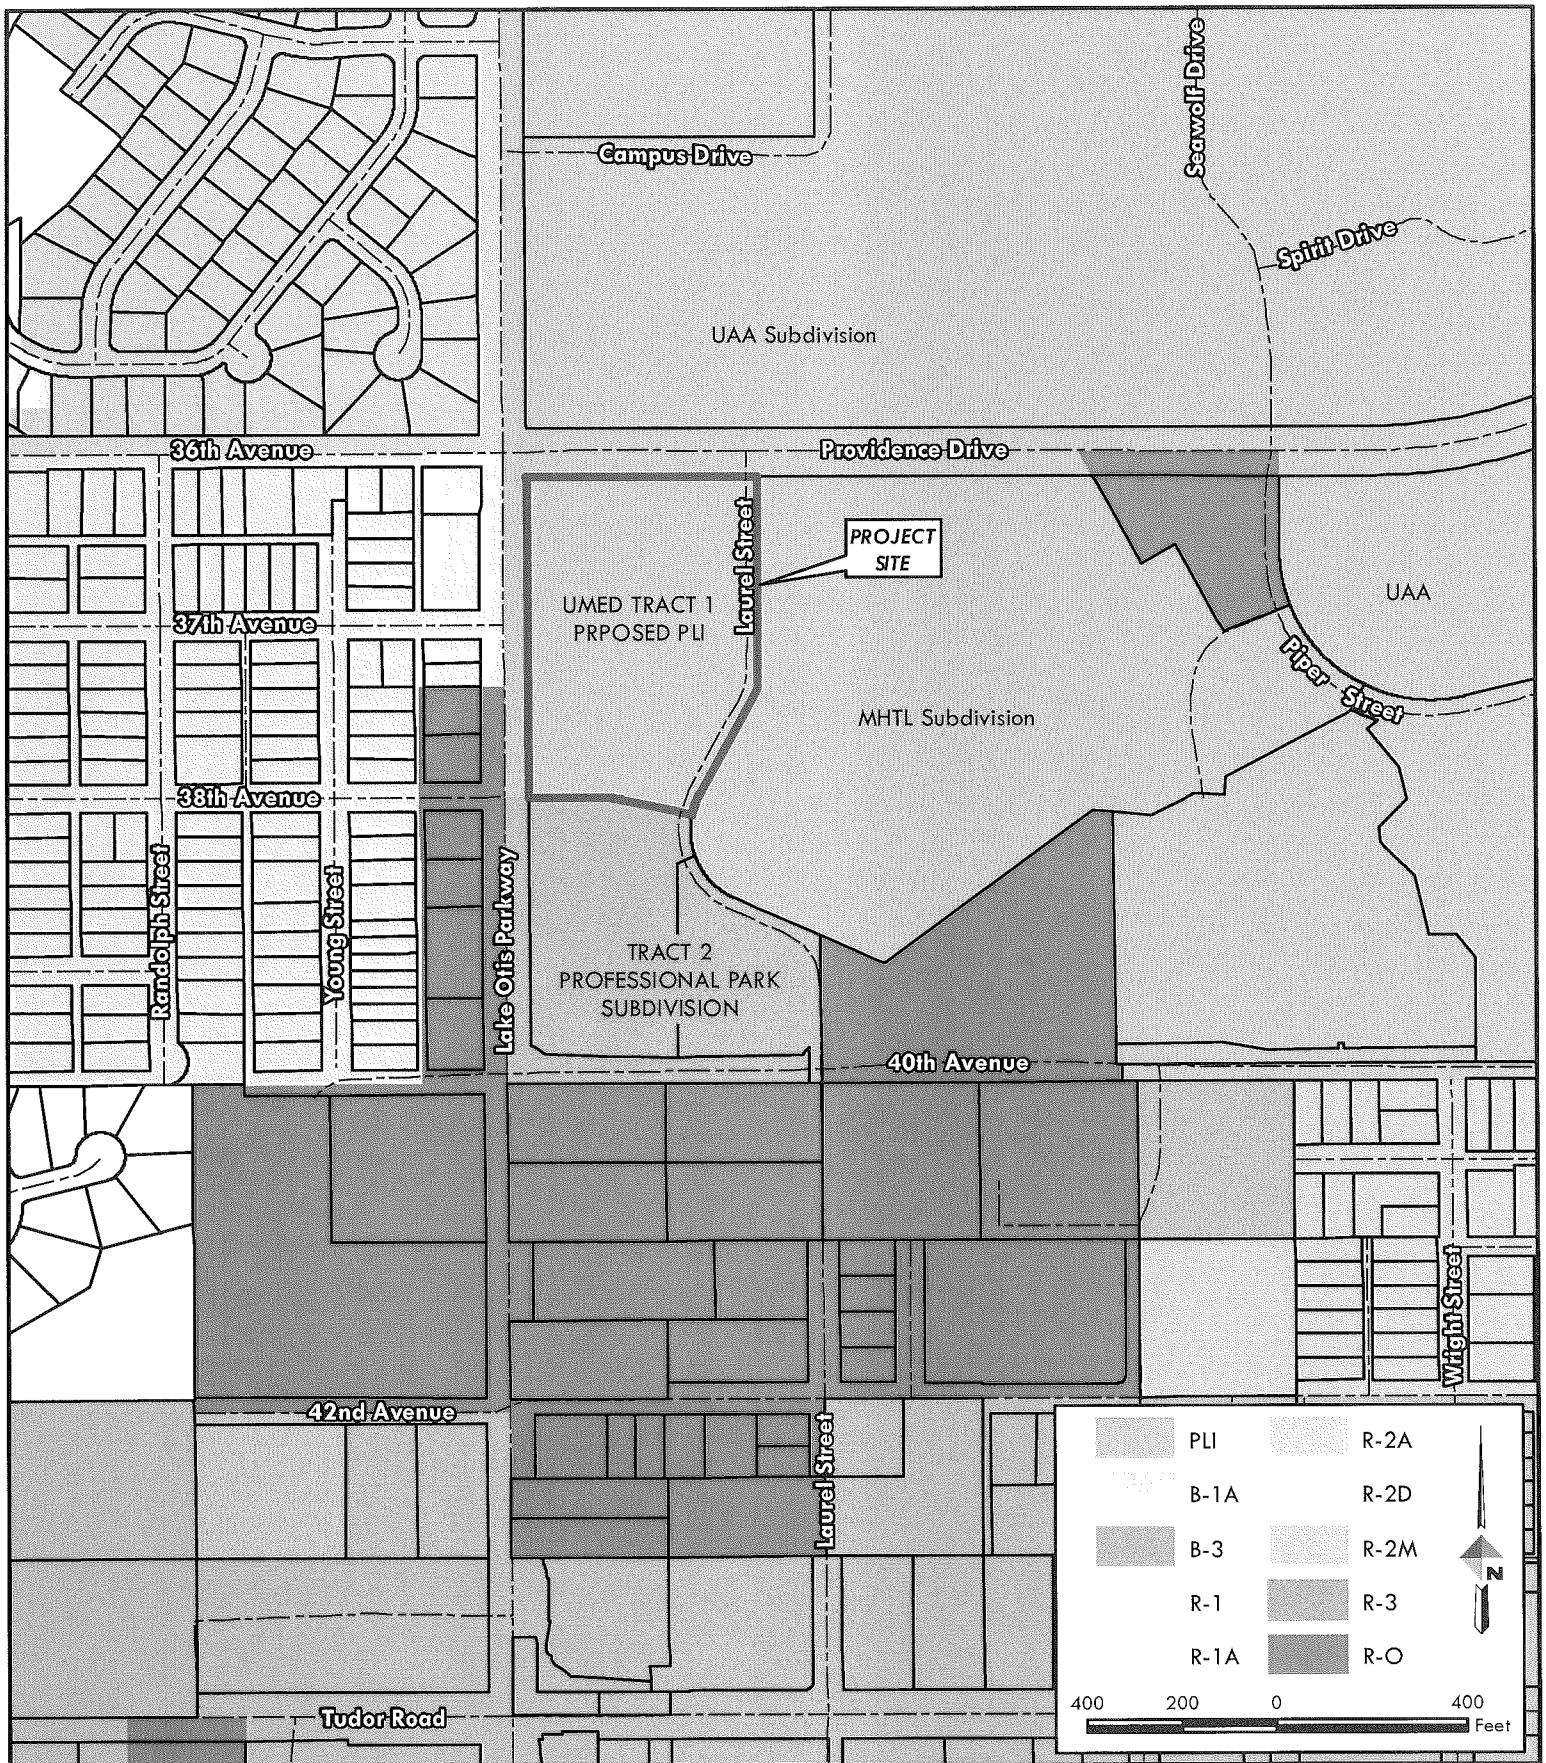 Seawolf Drive
Campus Drive
Spirit Drive
UAA Subdivision
36th Avenue
Providence Drive
Laurel Street
PROJECT
SITE
UMED TRACT 1
PRPOSED PLI
UAA
37th Avenue
Piper Street
MHTL Subdivision
38th Avenue
Randolph Street
Young Street
Lake Otis Parkway
TRACT 2
PROFESSIONAL PARK
SUBDIVISION
40th Avenue
Wright Street
42nd Avenue
Laurel Street
PLI
R-2A
B-1A
R-2D
B-3
R-2M
N
R-1
R-3
R-1A
R-O
400 200 0 400
Feet
Tudor Road